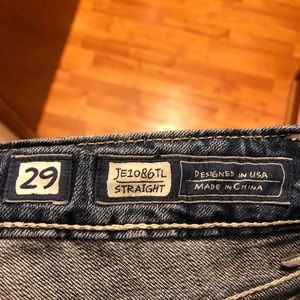 29
JE1086TL
STRAIGHT
DESIGNED IN USA
MADE IN CHINA